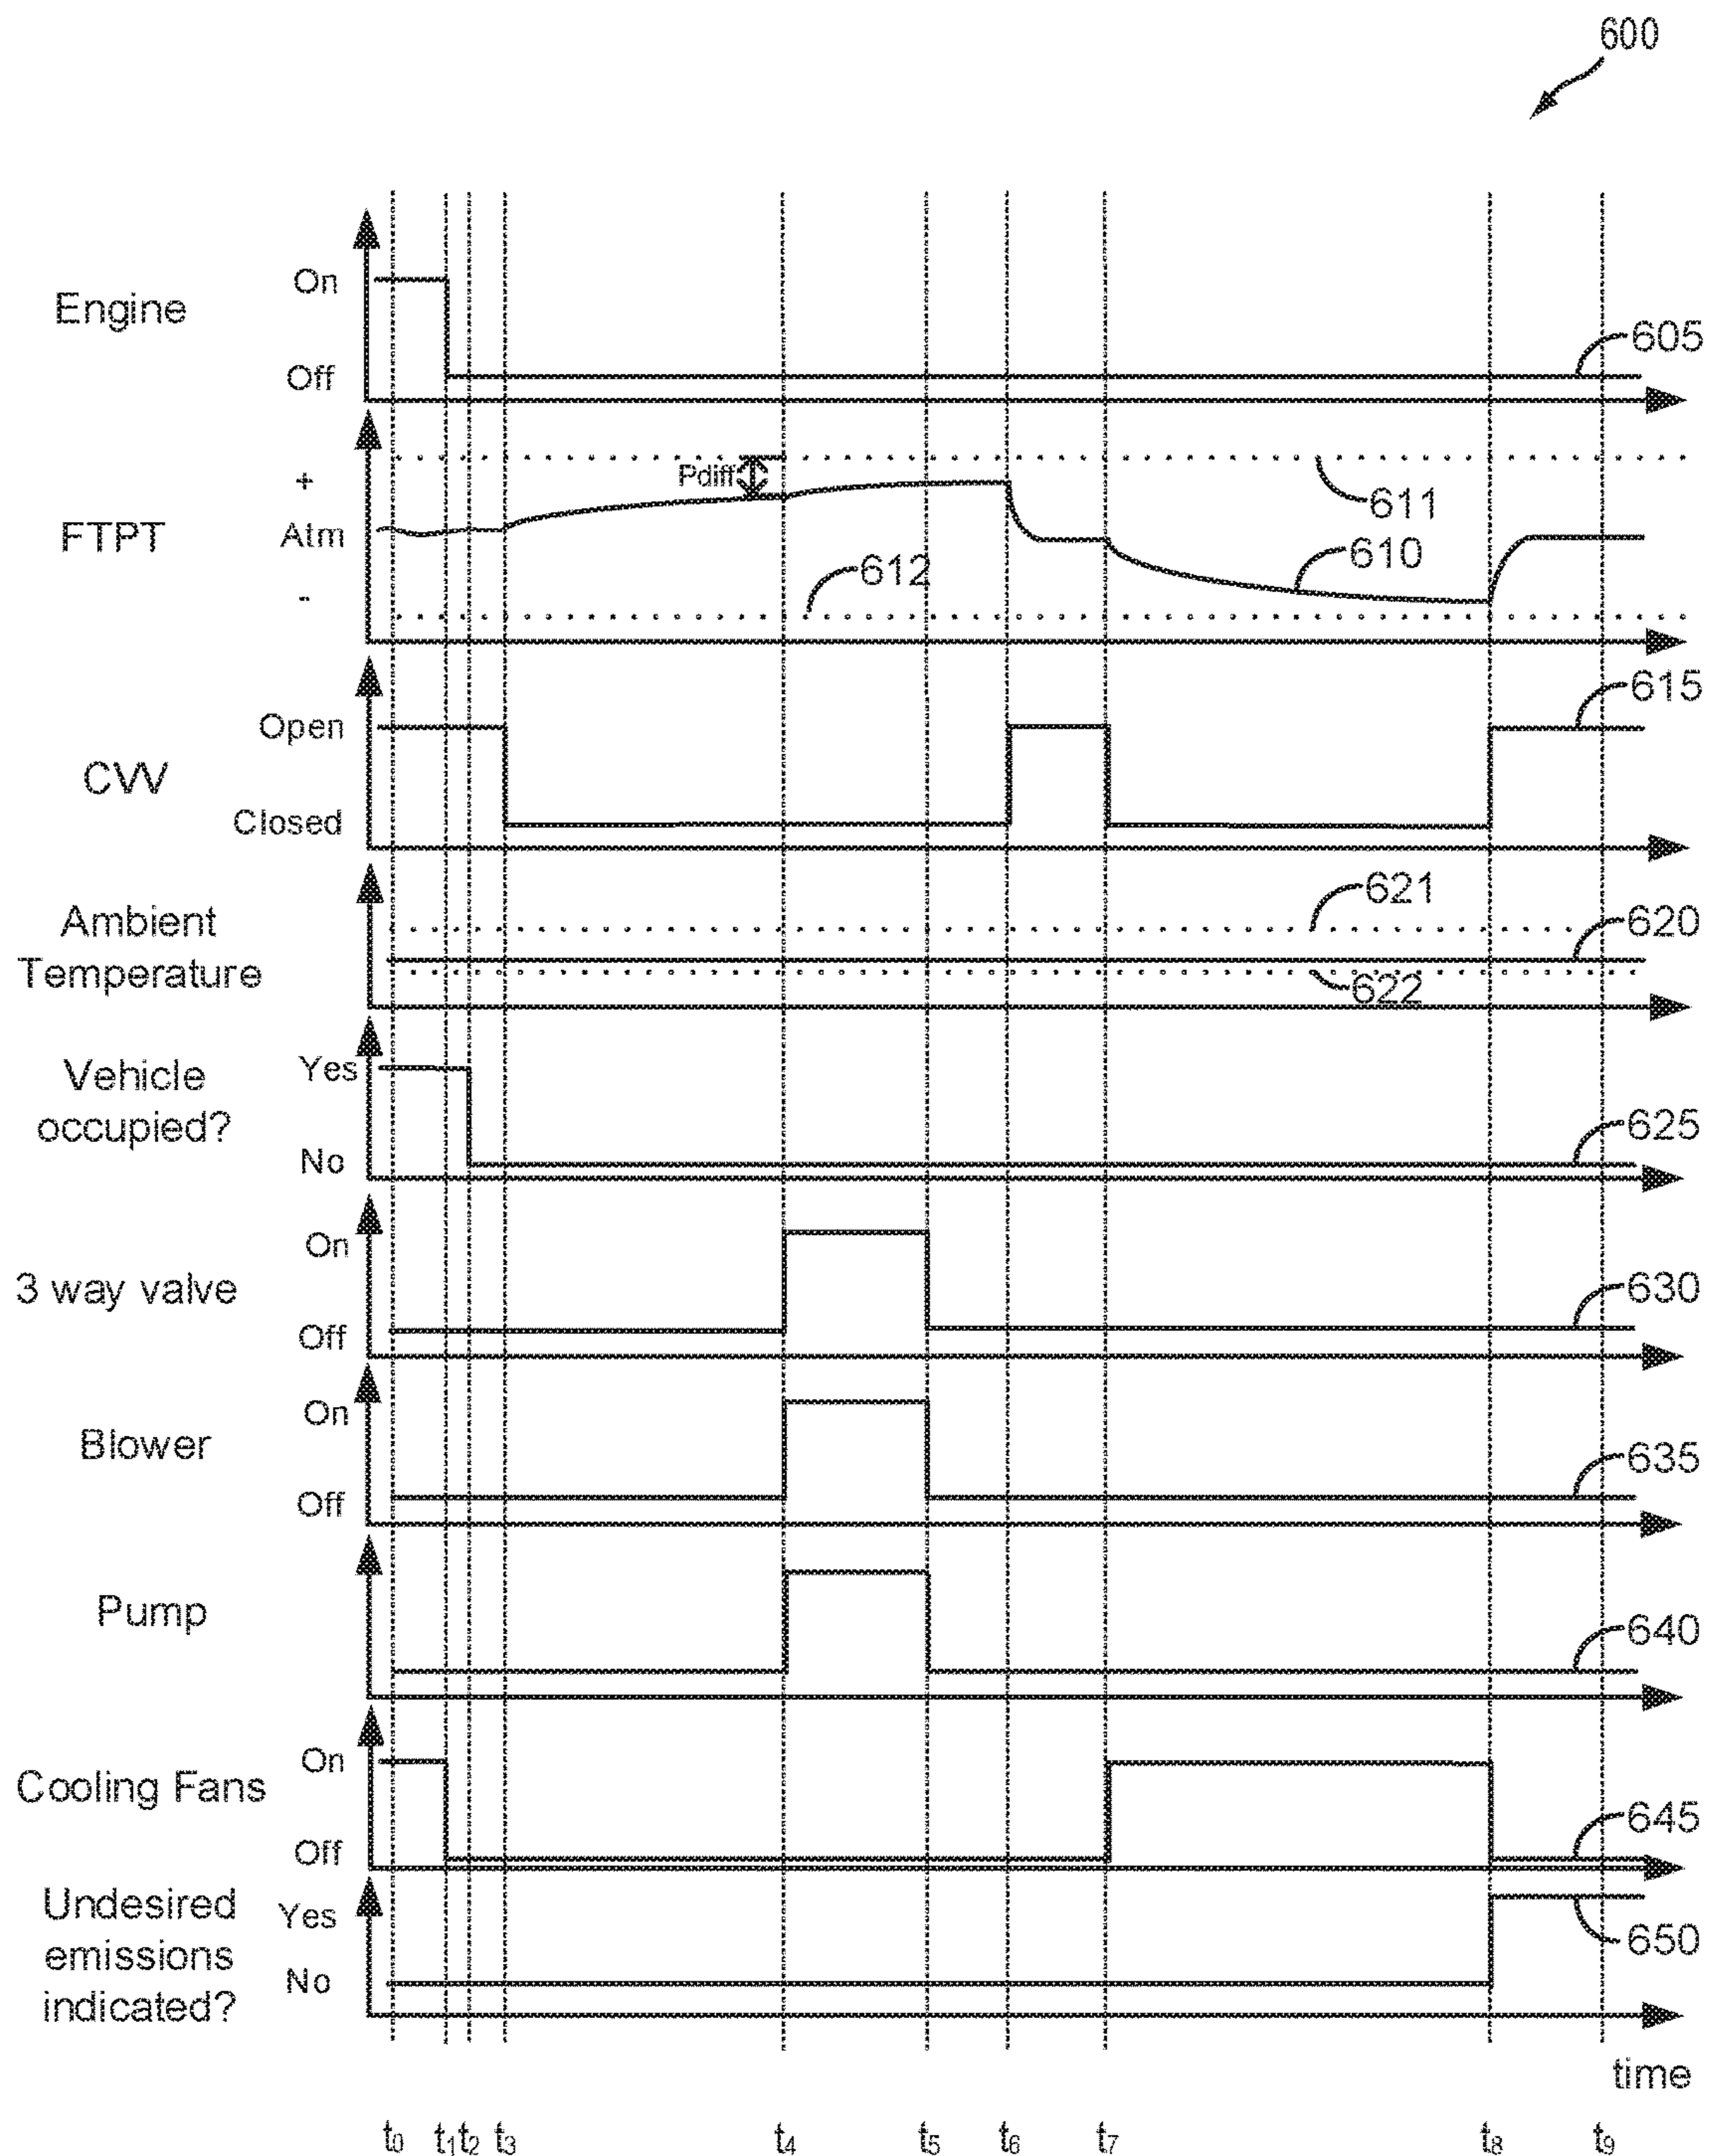 600
Engine
On
Off
605
FTPT
+
Atm
-
Pdiff
611
610
612
CVV
Open
Closed
615
Ambient
Temperature
621
620
622
Vehicle
occupied?
Yes
No
625
3 way valve
On
Off
630
Blower
On
Off
635
Pump
640
Cooling Fans
On
Off
645
Undesired
emissions
indicated?
Yes
No
650
time
t0 t1 t2 t3 t4 t5 t6 t7 t8 t9